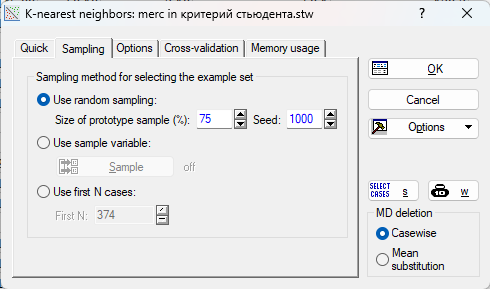 K-nearest neighbors: merc in критерий стьюдента.stw
? ×
Quick Sampling Options Cross-validation Memory usage
Sampling method for selecting the example set
Use random sampling:
Size of prototype sample (%): 75 Seed: 1000
Use sample variable:
Sample off
Use first N cases:
First N: 374
OK
Cancel
Options
SELECT CASES s w
MD deletion
Casewise
Mean
substitution